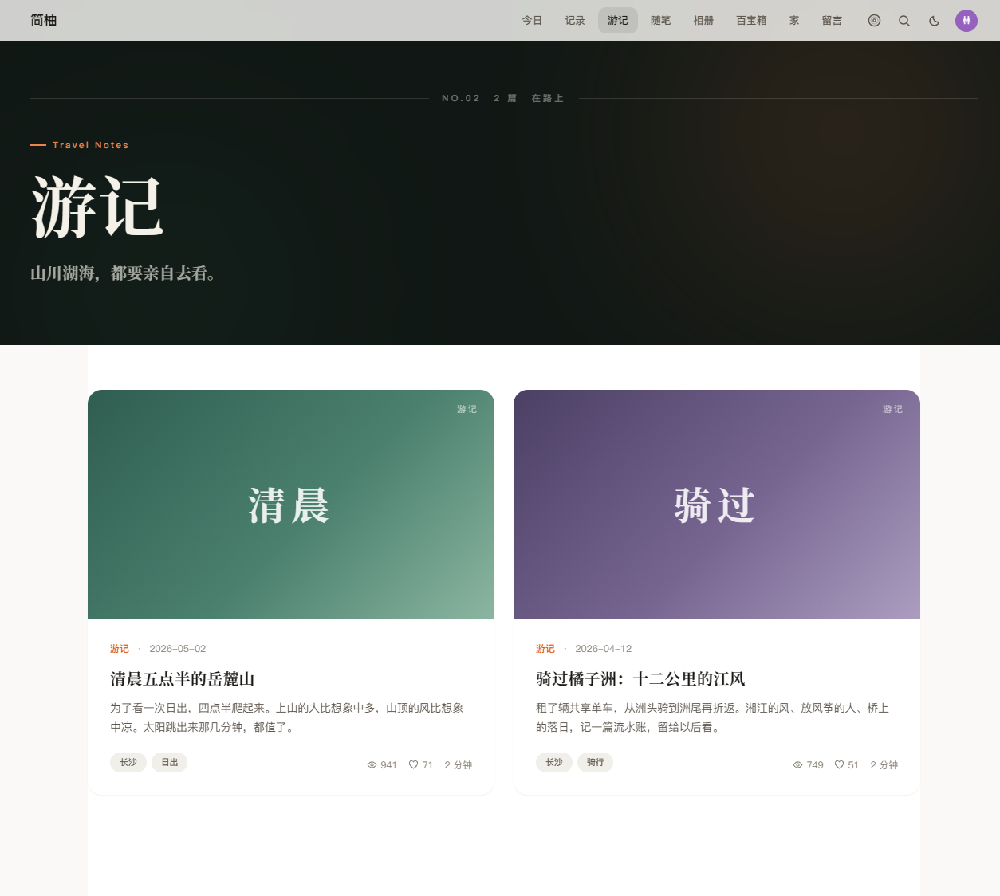 简柚
今日 记录 游记 随笔 相册 百宝箱 家 留言 林
NO.02 2 篇 在路上
Travel Notes
游记
山川湖海，都要亲自去看。
游记
清晨
游记 · 2026-05-02
清晨五点半的岳麓山
为了看一次日出，四点半爬起来。上山的人比想象中多，山顶的风比想象
中凉。太阳跳出来那几分钟，都值了。
长沙 日出 941 71 2 分钟
游记
骑过
游记 · 2026-04-12
骑过橘子洲：十二公里的江风
租了辆共享单车，从洲头骑到洲尾再折返。湘江的风、放风筝的人、桥上
的落日，记一篇流水账，留给以后看。
长沙 骑行 749 51 2 分钟